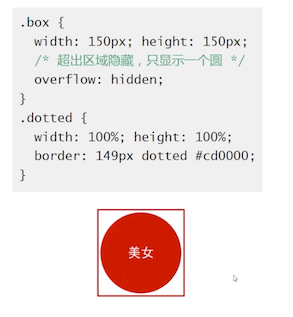 .box {
width: 150px; height: 150px;
/* 超出区域隐藏，只显示一个圆 */
overflow: hidden;
}
.dotted {
width: 100%; height: 100%;
border: 149px dotted #cd0000;
}
美女